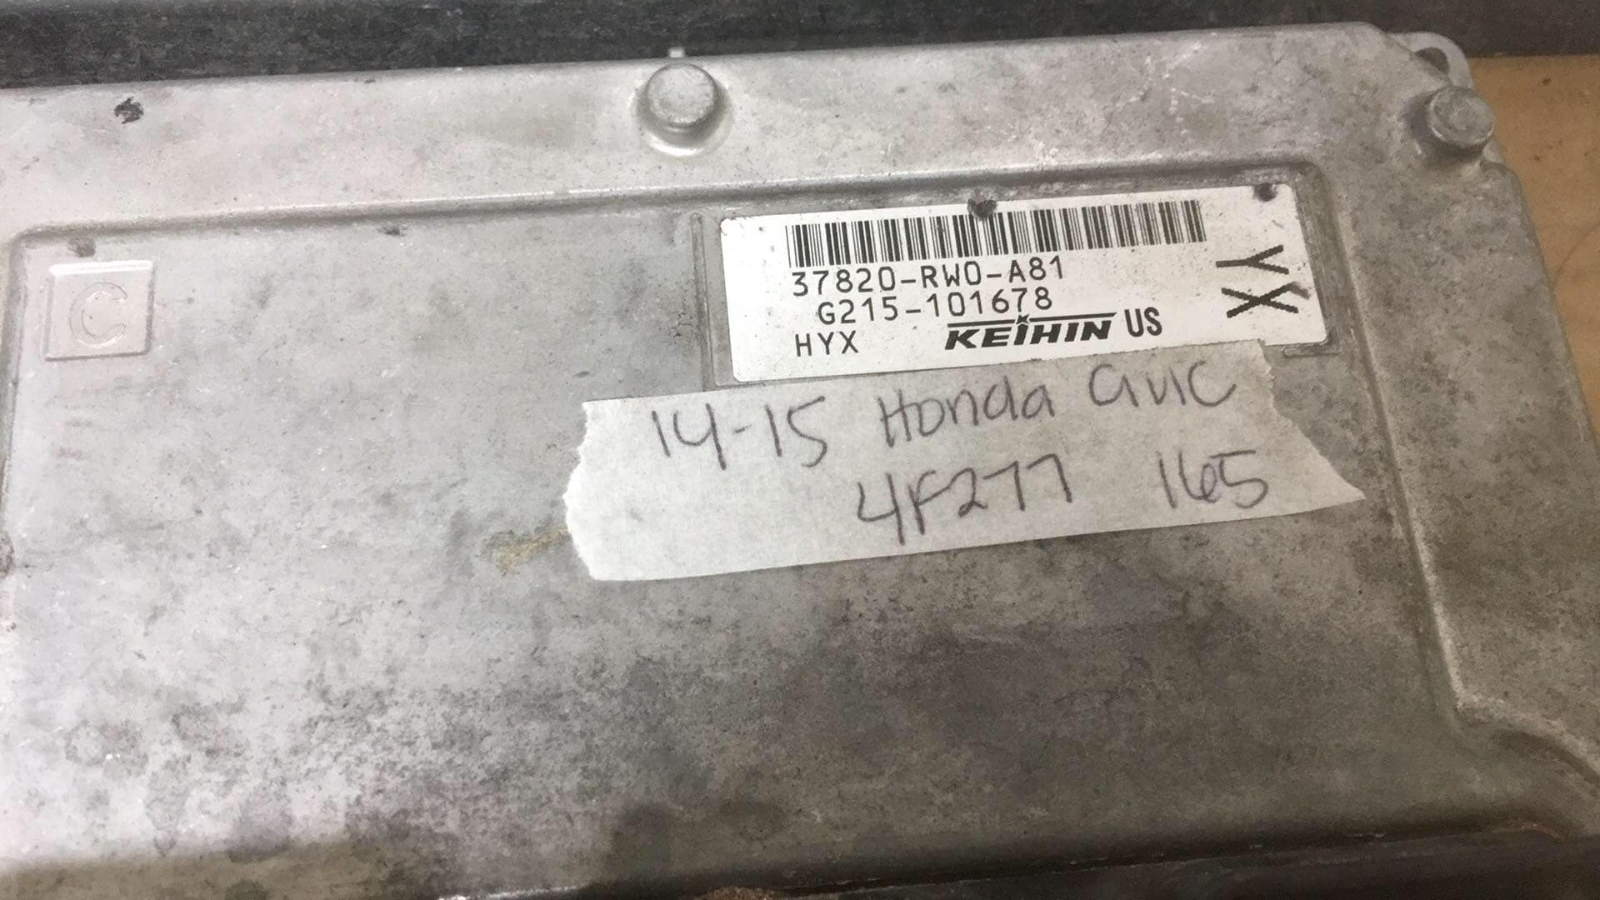 C
37820-RW0-A81
G215-101678
HYX
KEIHIN US
YX
14-15 Honda Civic
4F277 165